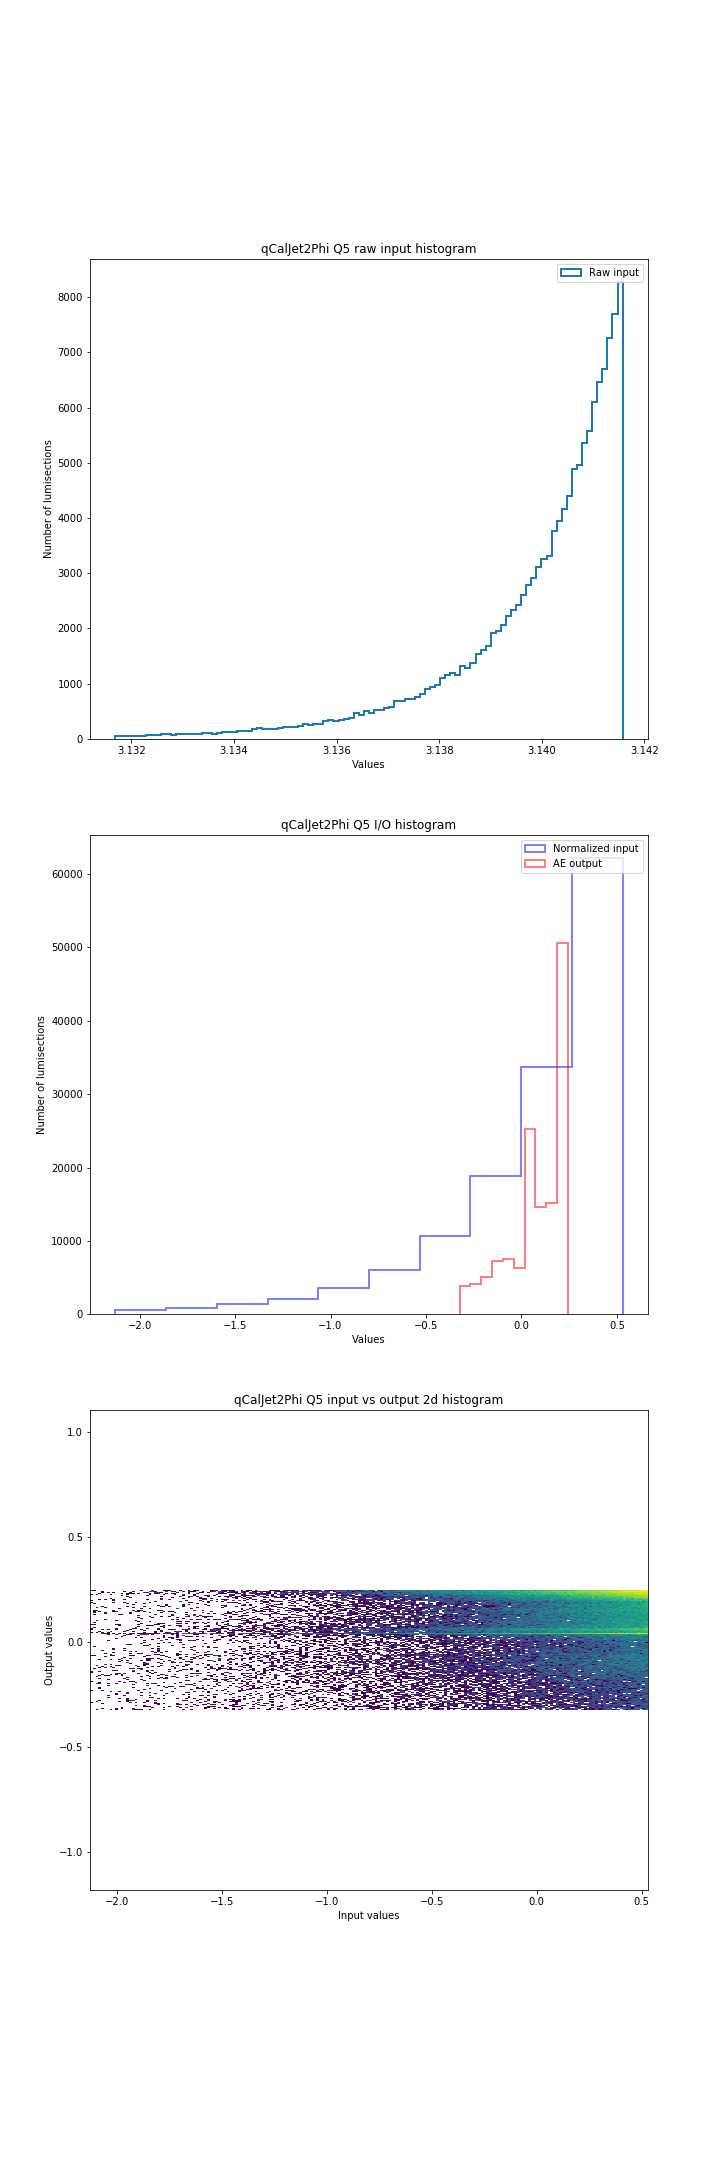 qCalJet2Phi Q5 raw input histogram
Raw input
8000
7000
6000
5000
4000
3000
2000
1000
0
Number of lumisections
3.132 3.134 3.136 3.138 3.140 3.142
Values
qCalJet2Phi Q5 I/O histogram
Normalized input
AE output
60000
50000
40000
30000
20000
10000
0
Number of lumisections
−2.0 −1.5 −1.0 −0.5 0.0 0.5
Values
qCalJet2Phi Q5 input vs output 2d histogram
1.0
0.5
0.0
−0.5
−1.0
Output values
−2.0 −1.5 −1.0 −0.5 0.0 0.5
Input values